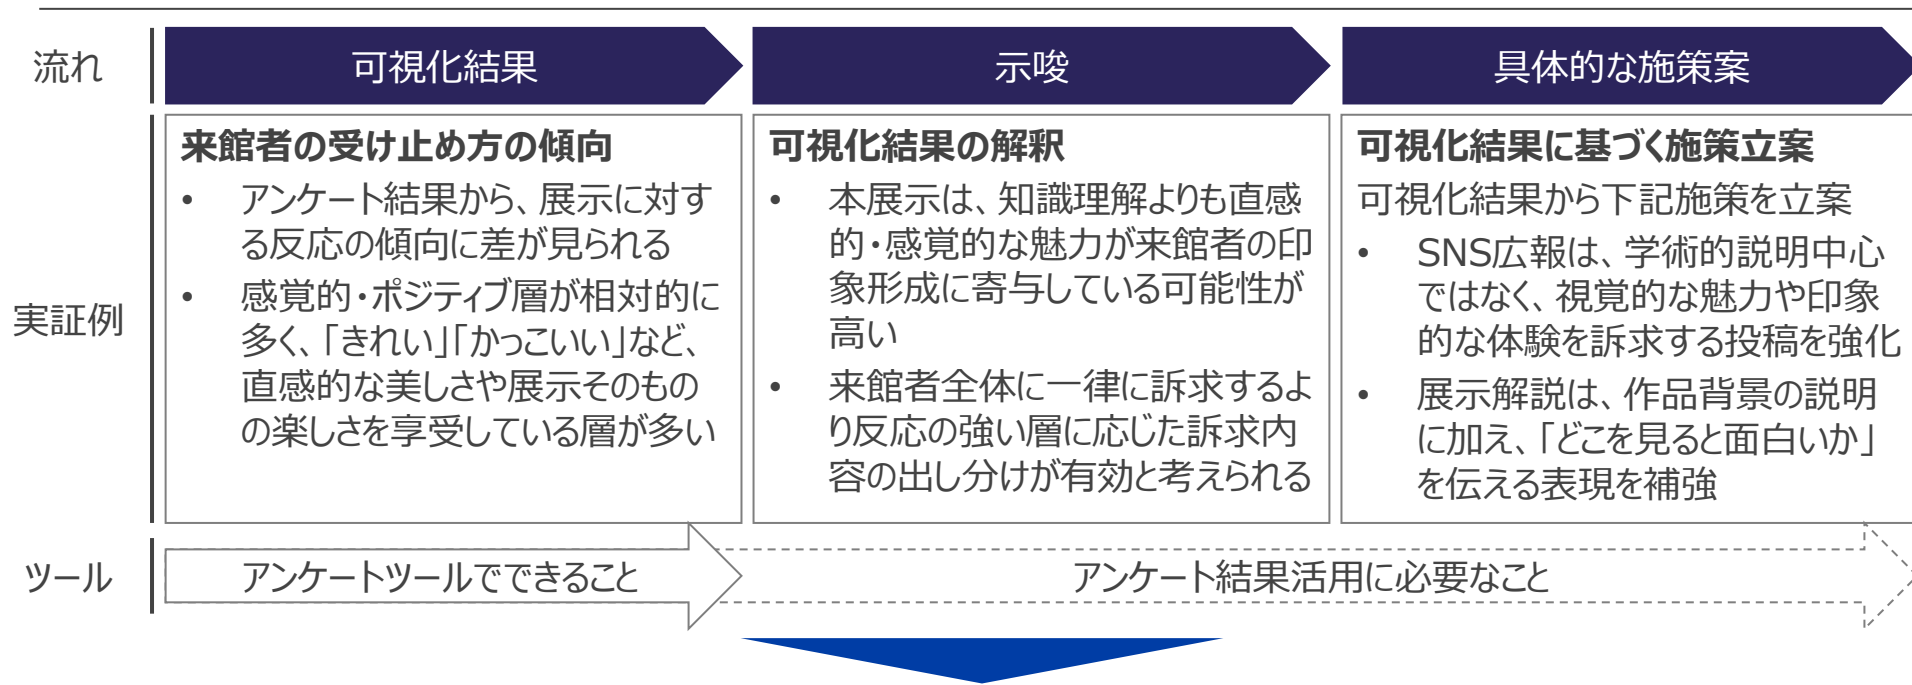 流れ
可視化結果
示唆
具体的な施策案
実証例
来館者の受け止め方の傾向
• アンケート結果から、展示に対す
る反応の傾向に差が見られる
• 感覚的・ポジティブ層が相対的に
多く、「きれい」「かっこいい」など、
直感的な美しさや展示そのもの
の楽しさを享受している層が多い
可視化結果の解釈
• 本展示は、知識理解よりも直感
的・感覚的な魅力が来館者の印
象形成に寄与している可能性が
高い
• 来館者全体に一律に訴求するよ
り反応の強い層に応じた訴求内
容の出し分けが有効と考えられる
可視化結果に基づく施策立案
可視化結果から下記施策を立案
• SNS広報は、学術的説明中心
ではなく、視覚的な魅力や印象
的な体験を訴求する投稿を強化
• 展示解説は、作品背景の説明
に加え、「どこを見ると面白いか」
を伝える表現を補強
ツール
アンケートツールでできること
アンケート結果活用に必要なこと